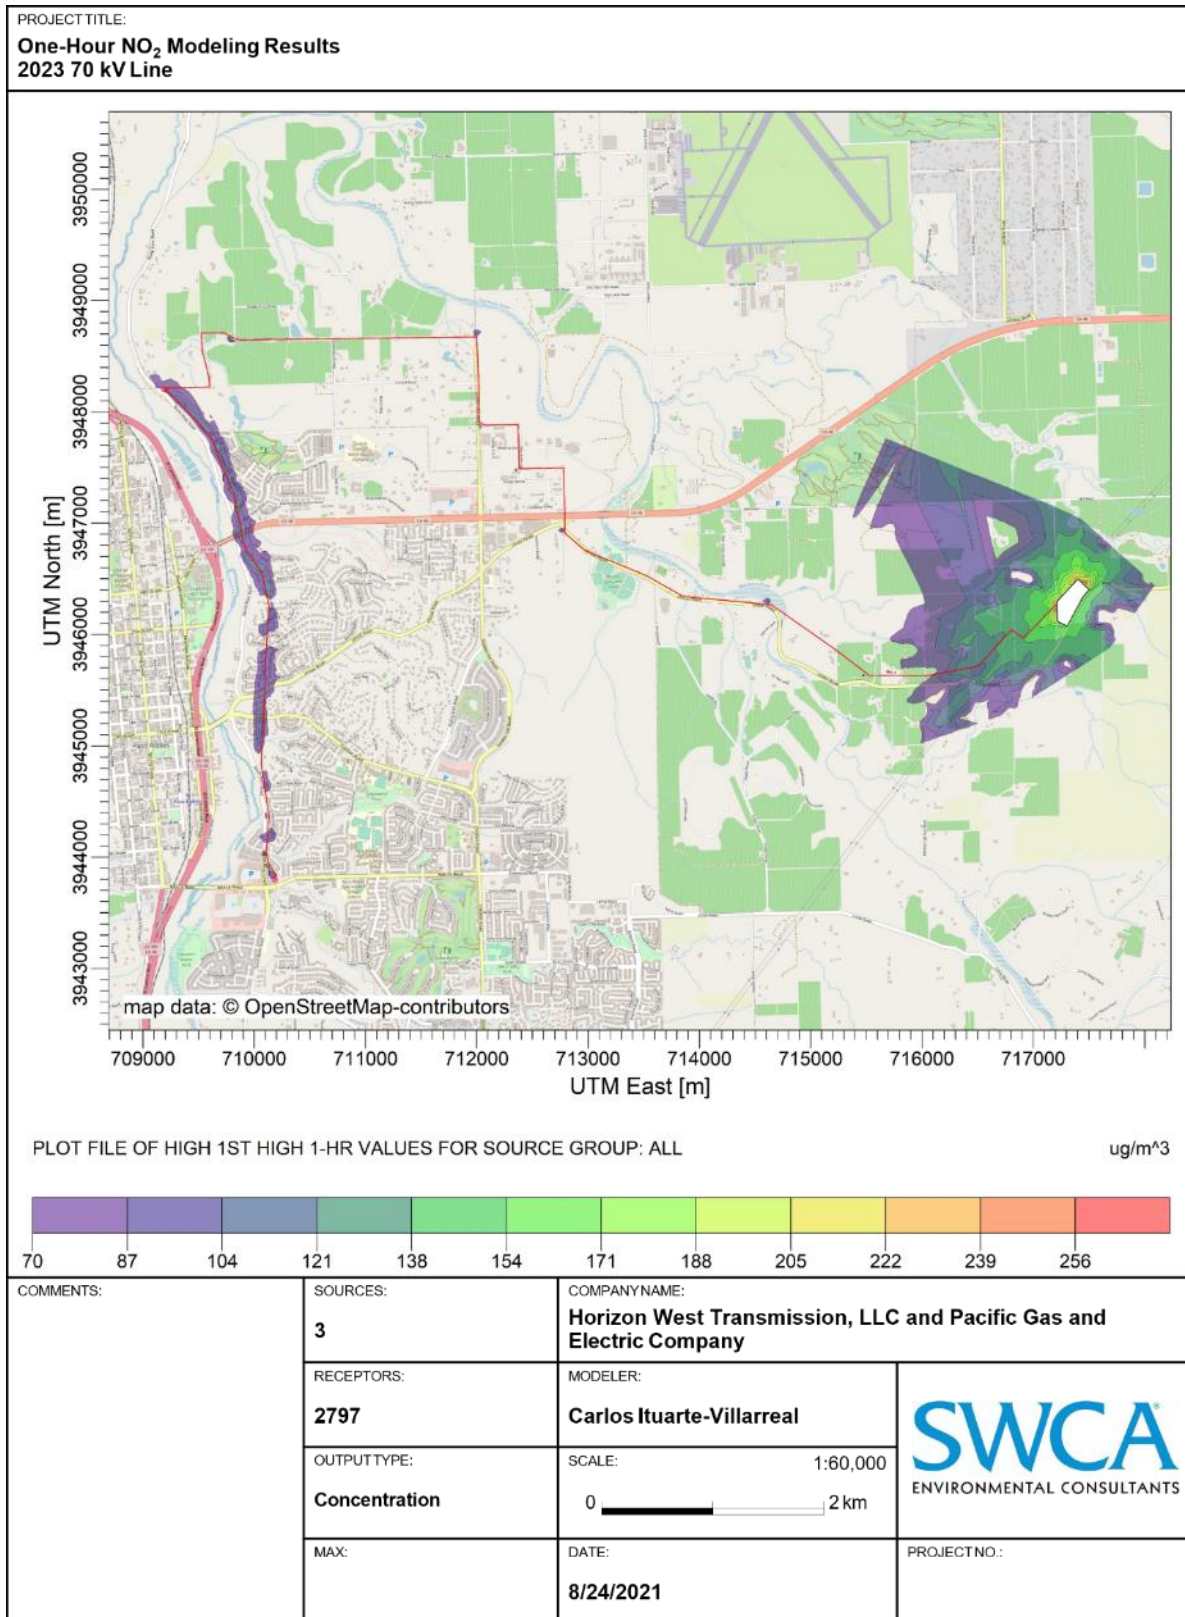 PROJECT TITLE:
One-Hour NO₂ Modeling Results
2023 70 kV Line
UTM North [m]
3950000
3949000
3948000
3947000
3946000
3945000
3944000
3943000
map data: © OpenStreetMap-contributors
709000 710000 711000 712000 713000 714000 715000 716000 717000
UTM East [m]
PLOT FILE OF HIGH 1ST HIGH 1-HR VALUES FOR SOURCE GROUP: ALL ug/m^3
70 87 104 121 138 154 171 188 205 222 239 256
COMMENTS:
SOURCES:
3
COMPANY NAME:
Horizon West Transmission, LLC and Pacific Gas and
Electric Company
RECEPTORS:
2797
MODELER:
Carlos Ituarte-Villarreal
OUTPUT TYPE:
Concentration
SCALE: 1:60,000
0 2 km
SWCA
ENVIRONMENTAL CONSULTANTS
MAX:
DATE:
8/24/2021
PROJECT NO.: